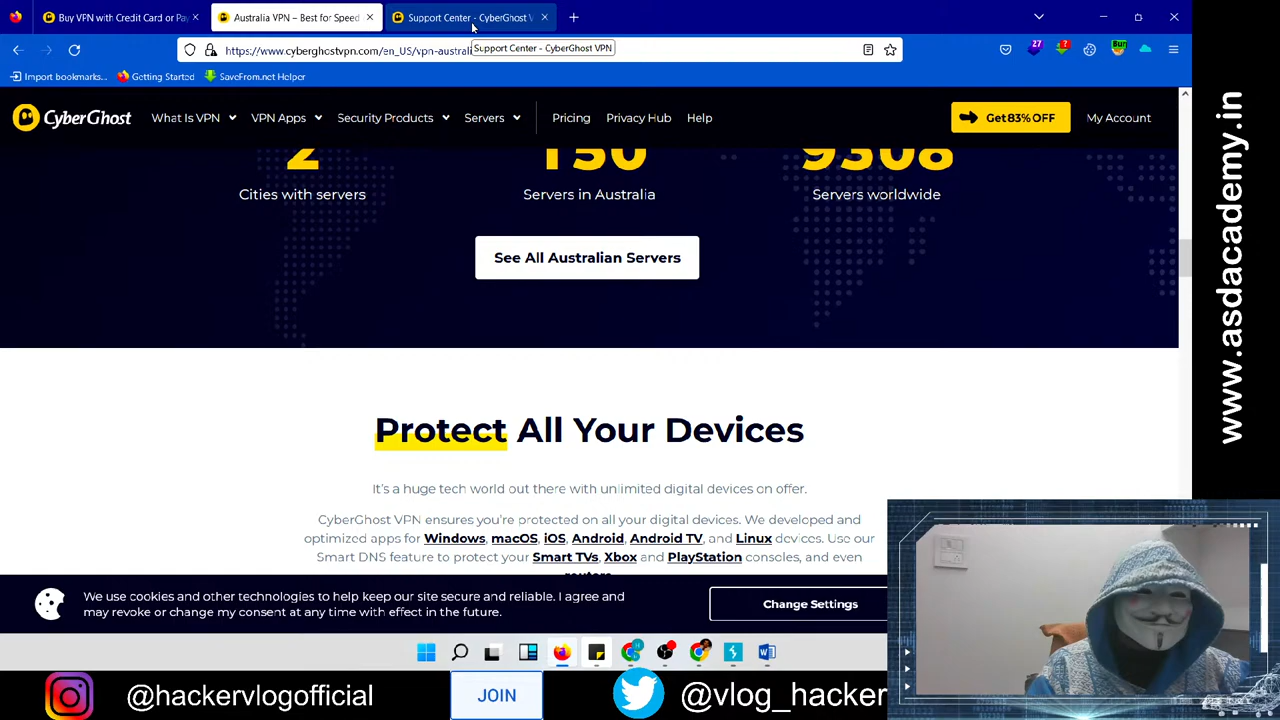 Buy VPN with Credit Card or Pay
Australia VPN – Best for Speed
Support Center - CyberGhost V
https://www.cyberghostvpn.com/en_US/vpn-austral
Support Center - CyberGhost VPN
Import bookmarks...
Getting Started
SaveFrom.net Helper
27
?
CyberGhost
What Is VPN
VPN Apps
Security Products
Servers
Pricing
Privacy Hub
Help
Get 83% OFF
My Account
2
150
9308
Cities with servers
Servers in Australia
Servers worldwide
See All Australian Servers
Protect All Your Devices
It's a huge tech world out there with unlimited digital devices on offer.
CyberGhost VPN ensures you're protected on all your digital devices. We developed and
optimized apps for Windows, macOS, iOS, Android, Android TV, and Linux devices. Use our
Smart DNS feature to protect your Smart TVs, Xbox and PlayStation consoles, and even
routers
We use cookies and other technologies to help keep our site secure and reliable. I agree and
may revoke or change my consent at any time with effect in the future.
Change Settings
www.asdacademy.in
@hackervlogofficial
JOIN
@vlog_hacker